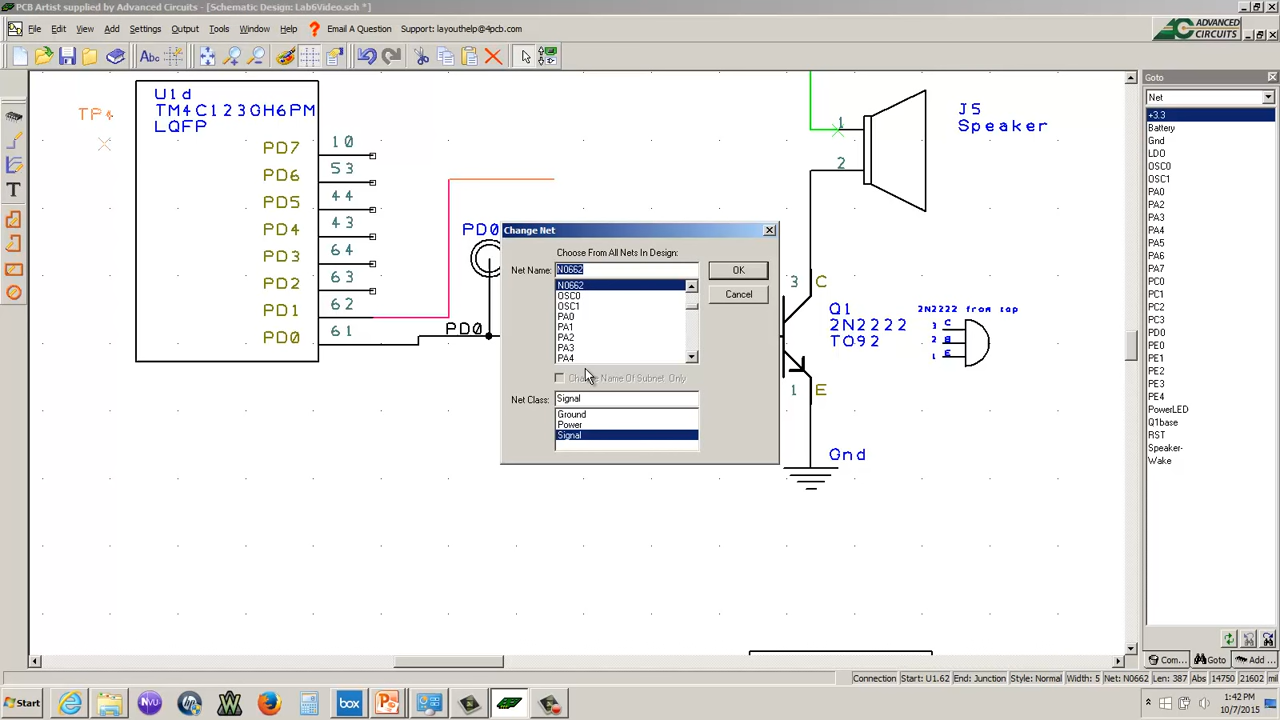 PCB Artist supplied by Advanced Circuits - [Schematic Design: Lab6Video.sch *]
File Edit View Add Settings Output Tools Window Help ? Email A Question Support: layouthelp@4pcb.com
ADVANCED CIRCUITS
Abc
Goto
Net
+3.3
Battery
Gnd
LDO
OSC0
OSC1
PA0
PA1
PA2
PA3
PA4
PA5
PA6
PA7
PC0
PC1
PC2
PC3
PD0
PE1
PE2
PE3
PE4
PowerLED
Q1base
RST
Speaker-
Wake
Com... Goto Add ...
U1d
TM4C123GH6PM
LQFP
PD7 10
PD6 53
PD5 44
PD4 43
PD3 64
PD2 63
PD1 62
PD0 61
PD0
PD0
J5
Speaker
1
2
3 C
Q1
2N2222
TO92
1 E
Gnd
2N2222 from top
3 C
2 B
1 E
Change Net
Choose From All Nets In Design:
Net Name: N0662
OK
N0662
OSC0
OSC1
PA0
PA1
PA2
PA3
PA4
Cancel
Change Name Of Subnet Only
Net Class: Signal
Ground
Power
Signal
Connection Start: U1.62 End: Junction Style: Normal Width: 5 Net: N0662 Len: 387 Abs 14750 21602 mil
Start
box
1:42 PM
10/7/2015